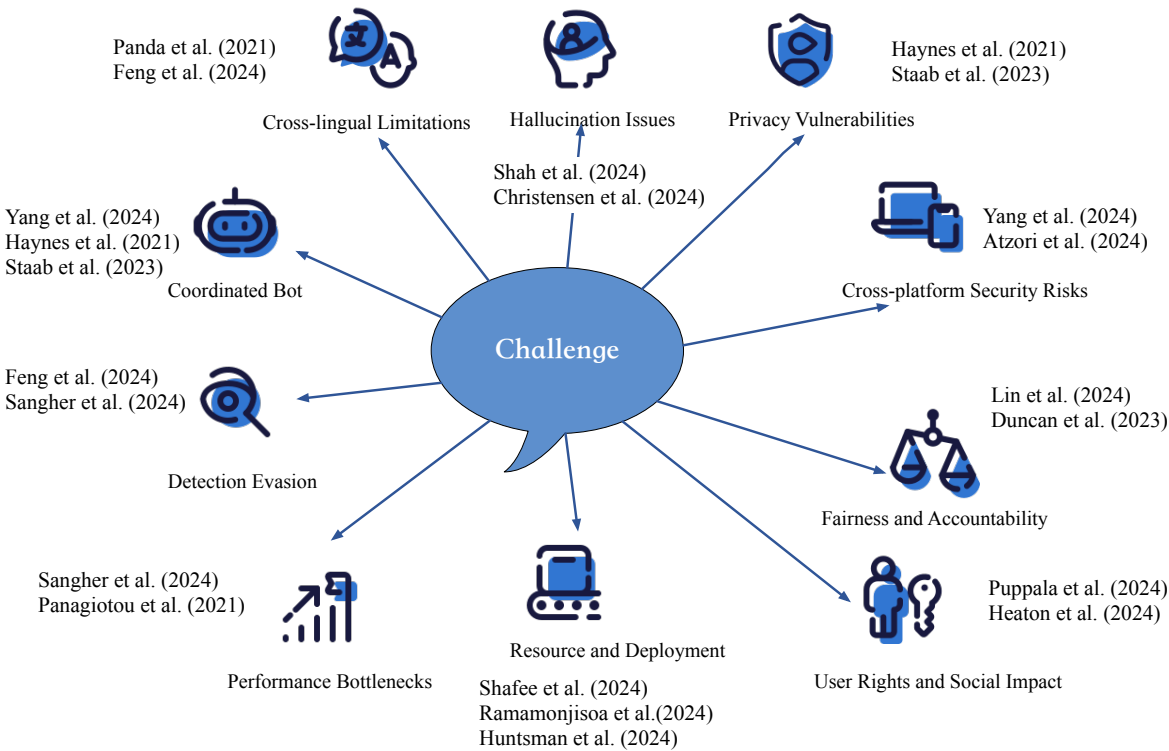 Panda et al. (2021)
Feng et al. (2024)
Cross-lingual Limitations
Hallucination Issues
Shah et al. (2024)
Christensen et al. (2024)
Haynes et al. (2021)
Staab et al. (2023)
Privacy Vulnerabilities
Yang et al. (2024)
Haynes et al. (2021)
Staab et al. (2023)
Coordinated Bot
Yang et al. (2024)
Atzori et al. (2024)
Cross-platform Security Risks
Challenge
Feng et al. (2024)
Sangher et al. (2024)
Detection Evasion
Lin et al. (2024)
Duncan et al. (2023)
Fairness and Accountability
Sangher et al. (2024)
Panagiotou et al. (2021)
Performance Bottlenecks
Resource and Deployment
Shafee et al. (2024)
Ramamonjisoa et al.(2024)
Huntsman et al. (2024)
Puppala et al. (2024)
Heaton et al. (2024)
User Rights and Social Impact